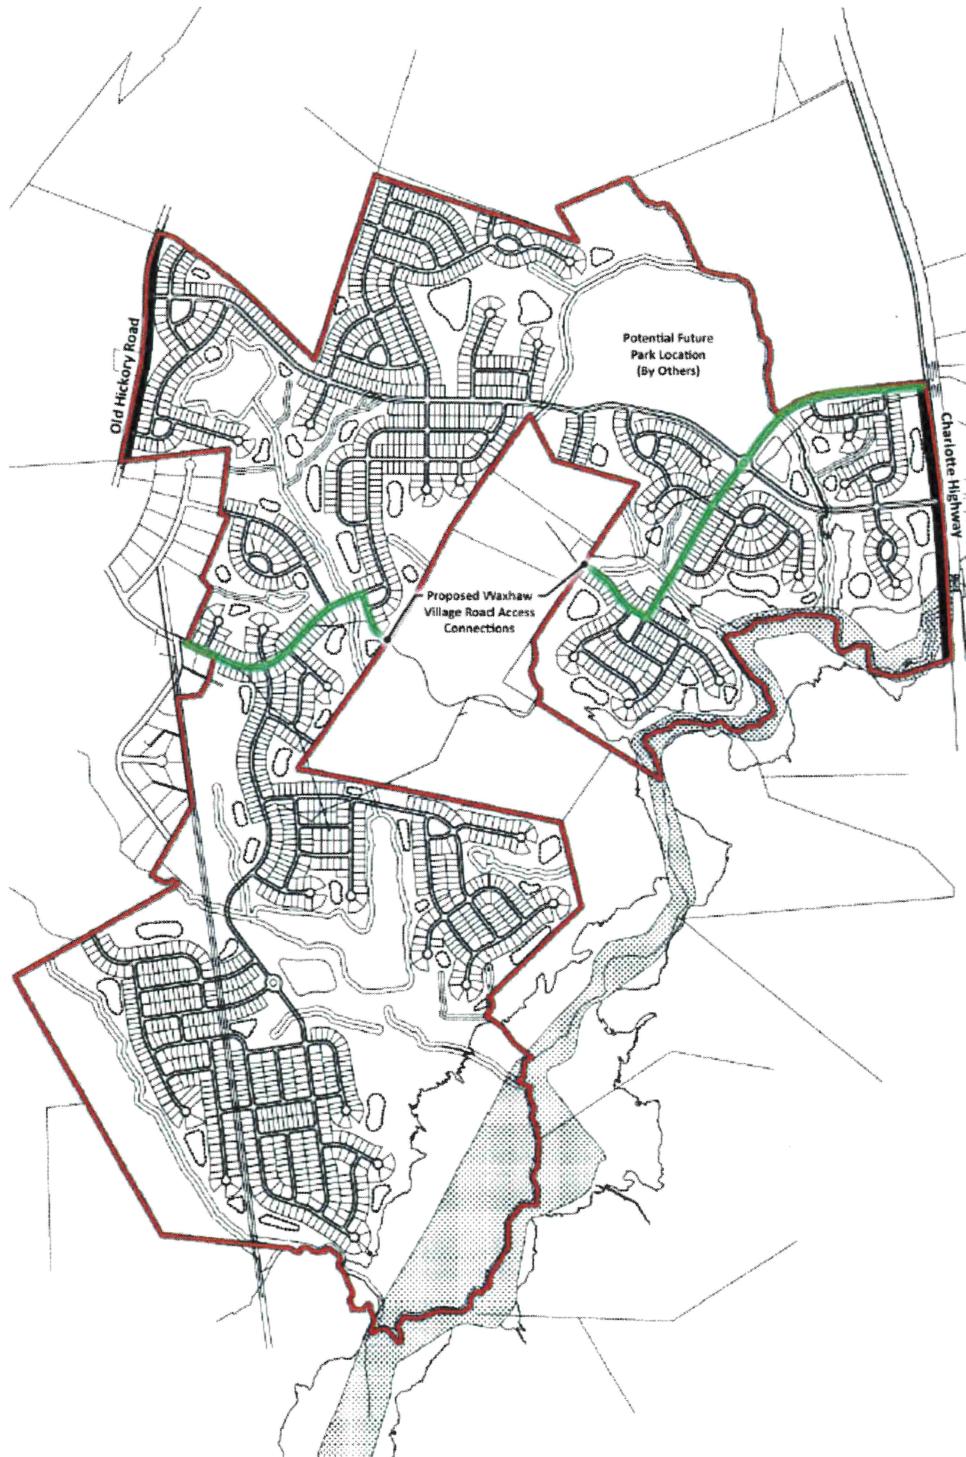 Potential Future
Park Location
(By Others)
Old Hickory Road
Charlotte Highway
Proposed Waxhaw
Village Road Access
Connections